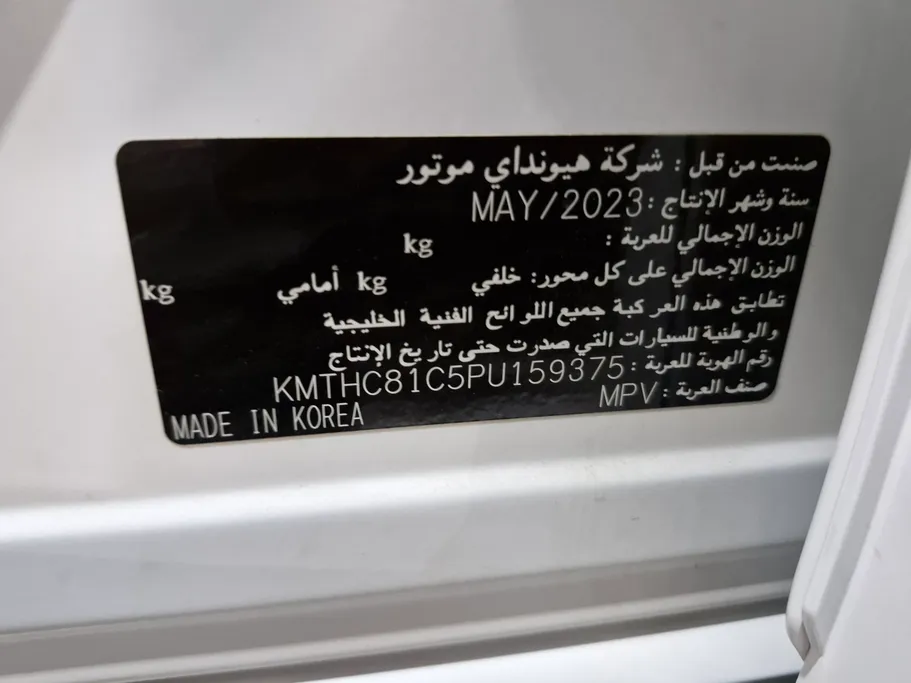 صنعت من قبل : شركة هيونداي موتور
سنة وشهر الإنتاج : MAY/2023
الوزن الإجمالي للعربة : kg
الوزن الإجمالي على كل محور: خلفي kg أمامي kg
تطابق هذه المركبة جميع اللوائح الفنية الخليجية
والوطنية للسيارات التي صدرت حتى تاريخ الإنتاج
رقم الهوية للعربة : KMTHC81C5PU159375
صنف العربة : MPV
MADE IN KOREA